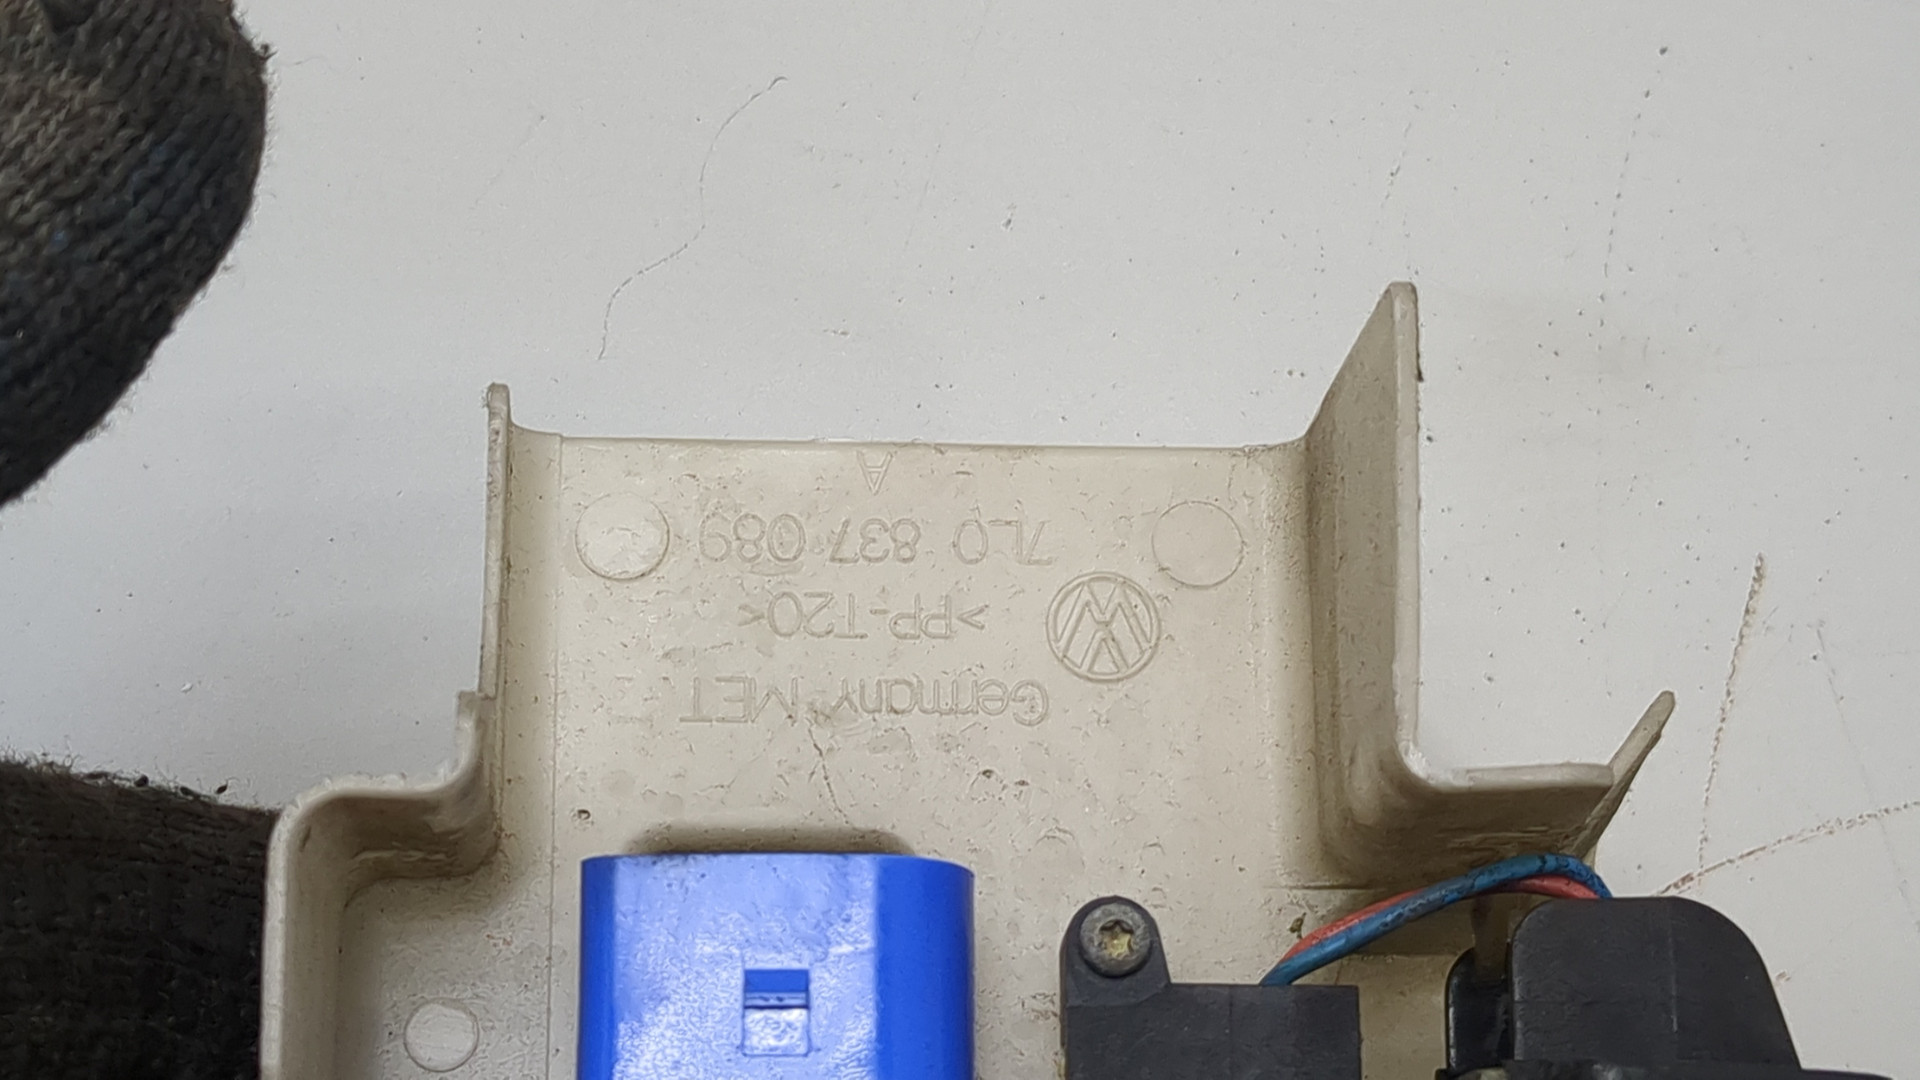 Germany MET
>PP-T20<
7L0 837 089
A